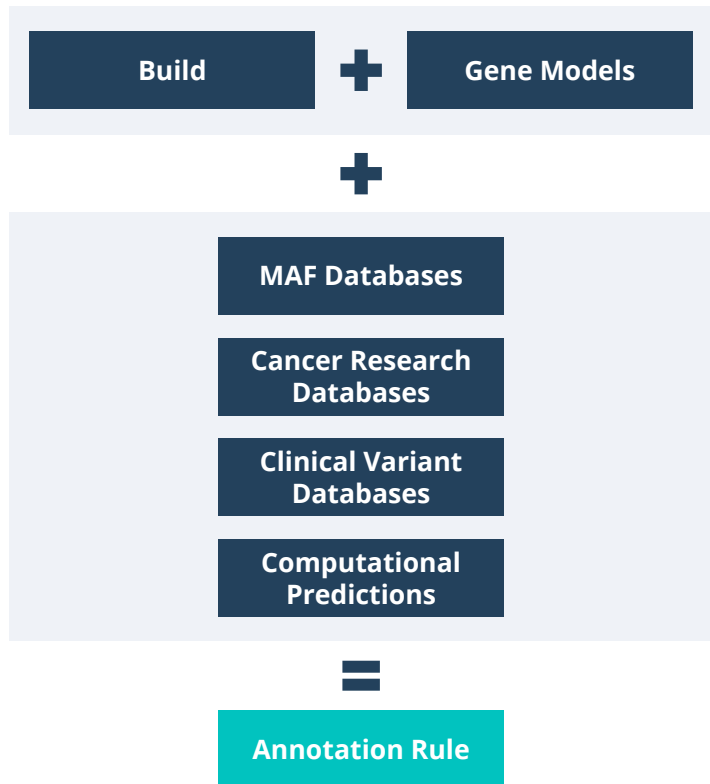 Build
Gene Models
MAF Databases
Cancer Research
Databases
Clinical Variant
Databases
Computational
Predictions
Annotation Rule